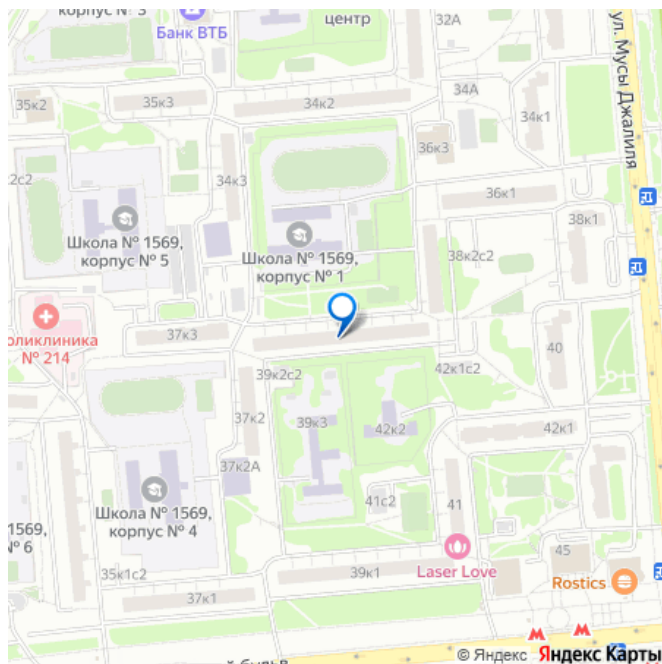 корпус № 3
Банк ВТБ
центр
32А
ул. Мусы Джалиля
35к2
35к3
34к2
34А
34к1
36к3
34к3
36к1
2с2
38к1
Школа № 1569,
корпус № 5
Школа № 1569,
корпус № 1
38к2с2
37к3
оликлиника
№ 214
40
39к2с2
42к1с2
37к2
39к3
42к2
42к1
37к2А
41с2
41
Школа № 1569,
корпус № 4
1569,
№ 6
35к1с2
39к1
Laser Love
45
Rostics
37к1
© Яндекс Яндекс Карты